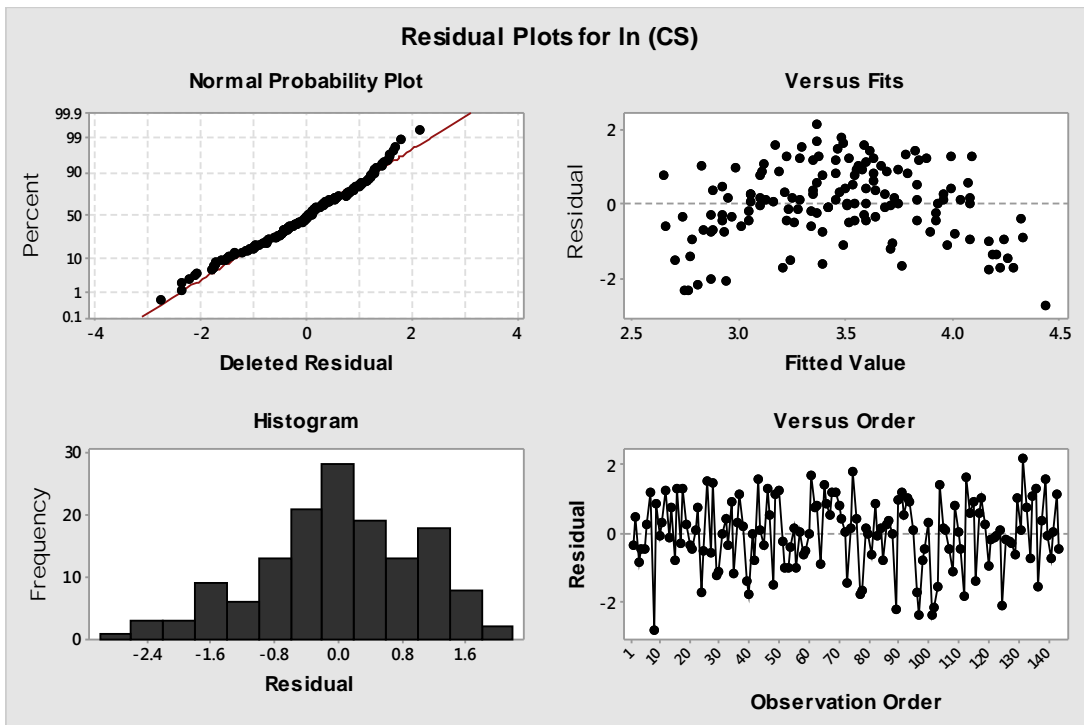 Residual Plots for ln (CS)
Normal Probability Plot
Percent
99.9
99
90
50
10
1
0.1
-4 -2 0 2 4
Deleted Residual
Versus Fits
Residual
2
0
-2
2.5 3.0 3.5 4.0 4.5
Fitted Value
Histogram
Frequency
30
20
10
0
-2.4 -1.6 -0.8 0.0 0.8 1.6
Residual
Versus Order
Residual
2
0
-2
1 10 20 30 40 50 60 70 80 90 100 110 120 130 140
Observation Order